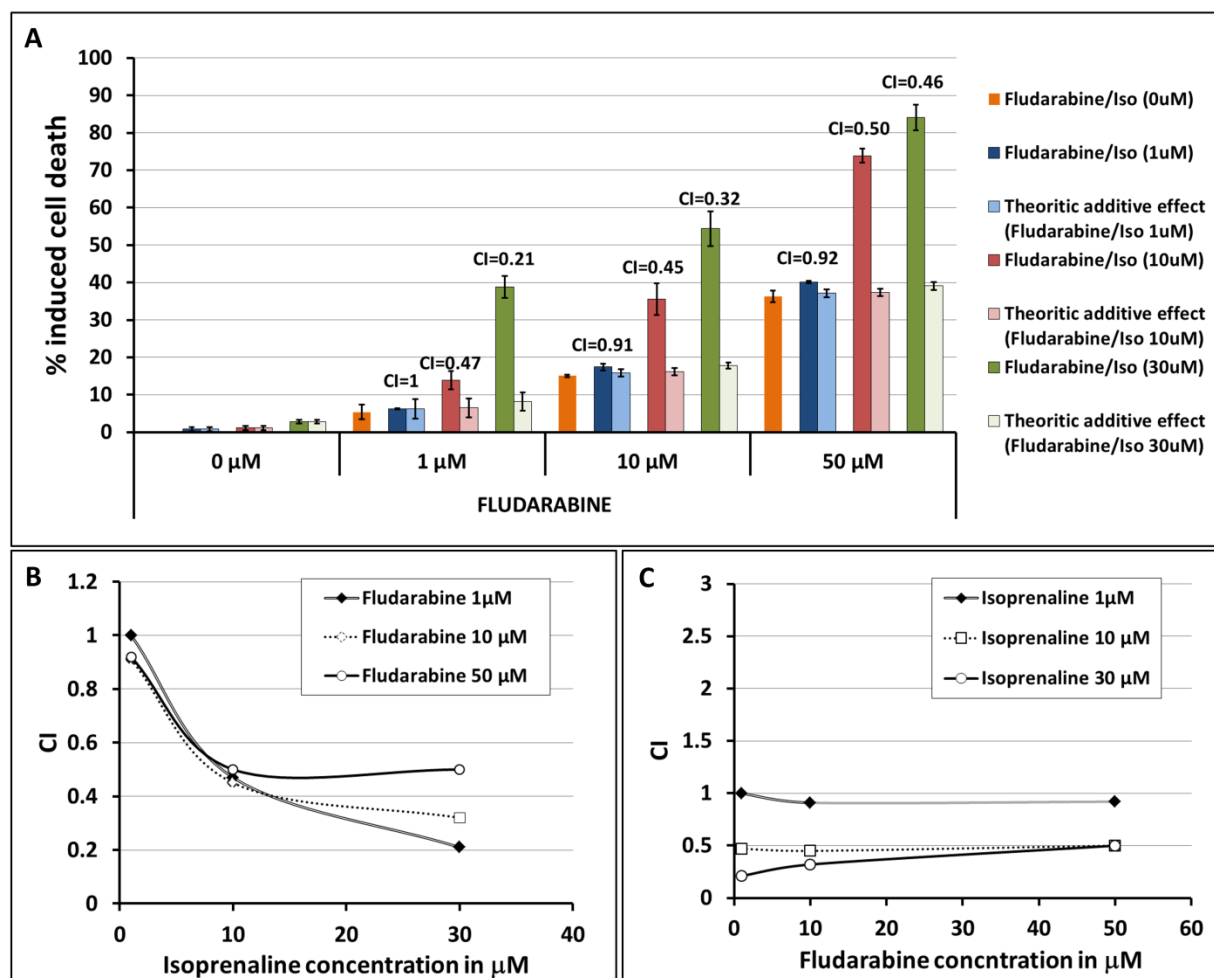 A
100
90
80
70
60
50
40
30
20
10
0
% induced cell death
CI=1
CI=0.47
CI=0.21
CI=0.91
CI=0.45
CI=0.32
CI=0.92
CI=0.50
CI=0.46
0 µM
1 µM
10 µM
50 µM
FLUDARABINE
Fludarabine/Iso (0uM)
Fludarabine/Iso (1uM)
Theoritic additive effect
(Fludarabine/Iso 1uM)
Fludarabine/Iso (10uM)
Theoritic additive effect
(Fludarabine/Iso 10uM)
Fludarabine/Iso (30uM)
Theoritic additive effect
(Fludarabine/Iso 30uM)
B
1.2
1
0.8
0.6
0.4
0.2
0
CI
Fludarabine 1µM
Fludarabine 10 µM
Fludarabine 50 µM
0
10
20
30
40
Isoprenaline concentration in µM
C
3
2.5
2
1.5
1
0.5
0
CI
Isoprenaline 1µM
Isoprenaline 10 µM
Isoprenaline 30 µM
0
10
20
30
40
50
60
Fludarabine concntration in µM